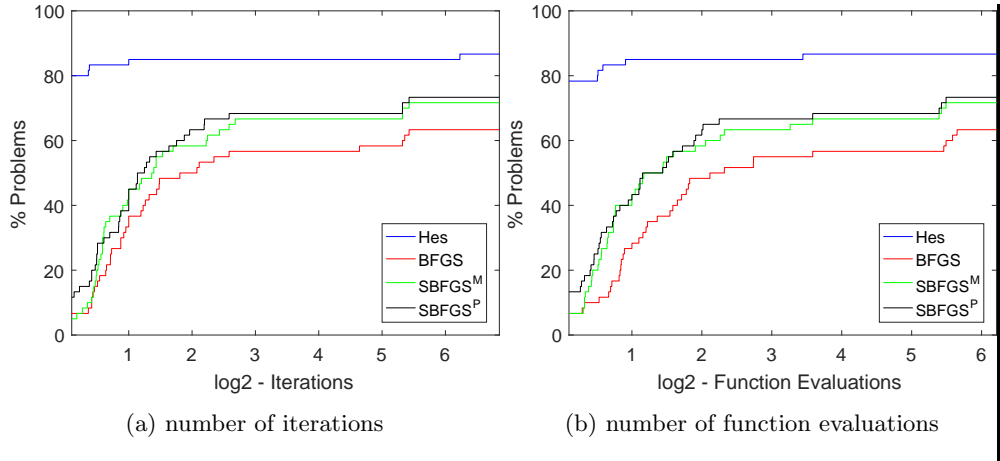 100
80
60
40
20
0
% Problems
1 2 3 4 5 6
log2 - Iterations
Hes
BFGS
SBFGS^M
SBFGS^P
(a) number of iterations
100
80
60
40
20
0
% Problems
1 2 3 4 5 6
log2 - Function Evaluations
Hes
BFGS
SBFGS^M
SBFGS^P
(b) number of function evaluations